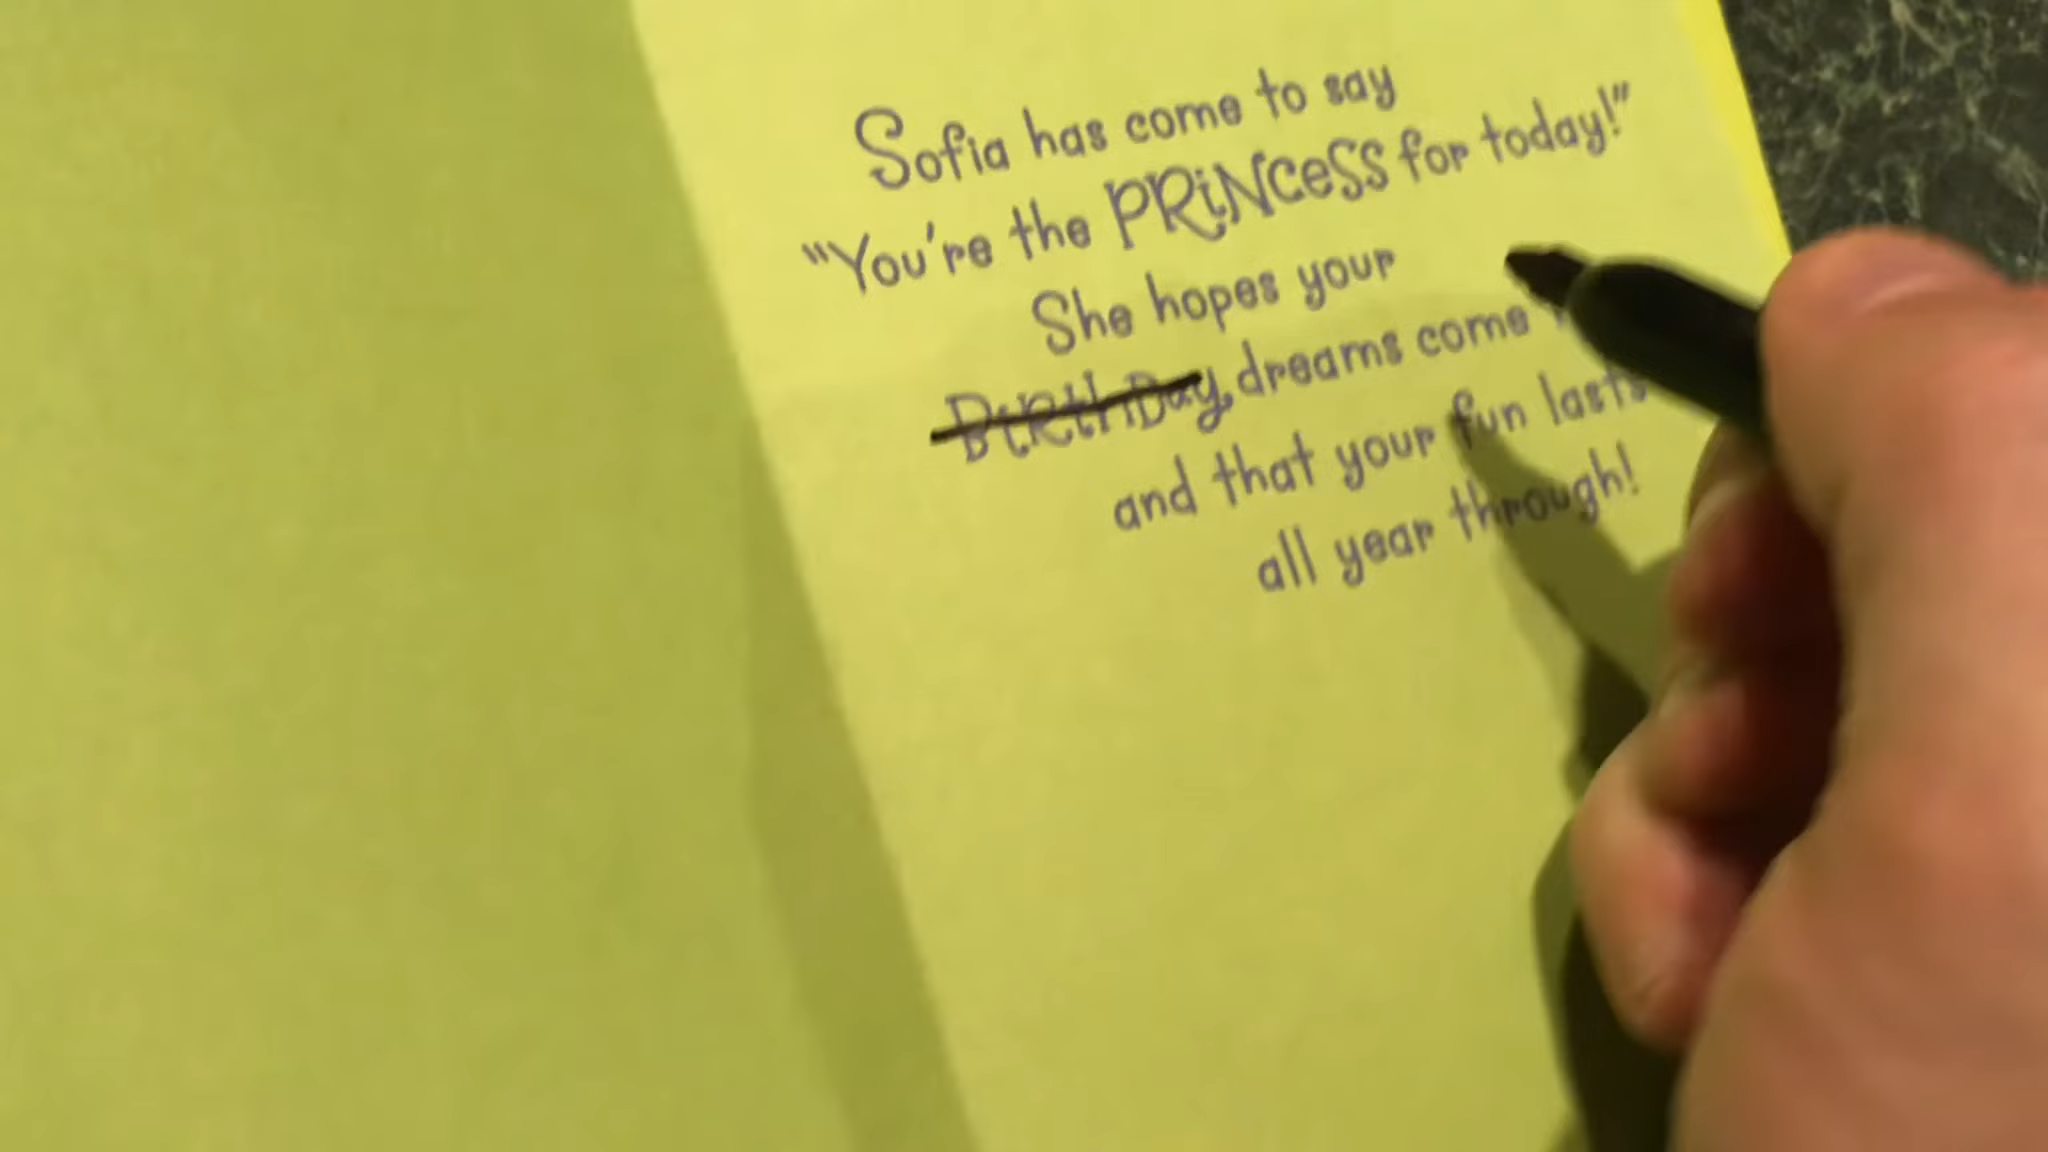 Sofia has come to say
"You're the PRiNceSS for today!"
She hopes your
BiRthDay dreams come
and that your fun lasts
all year through!